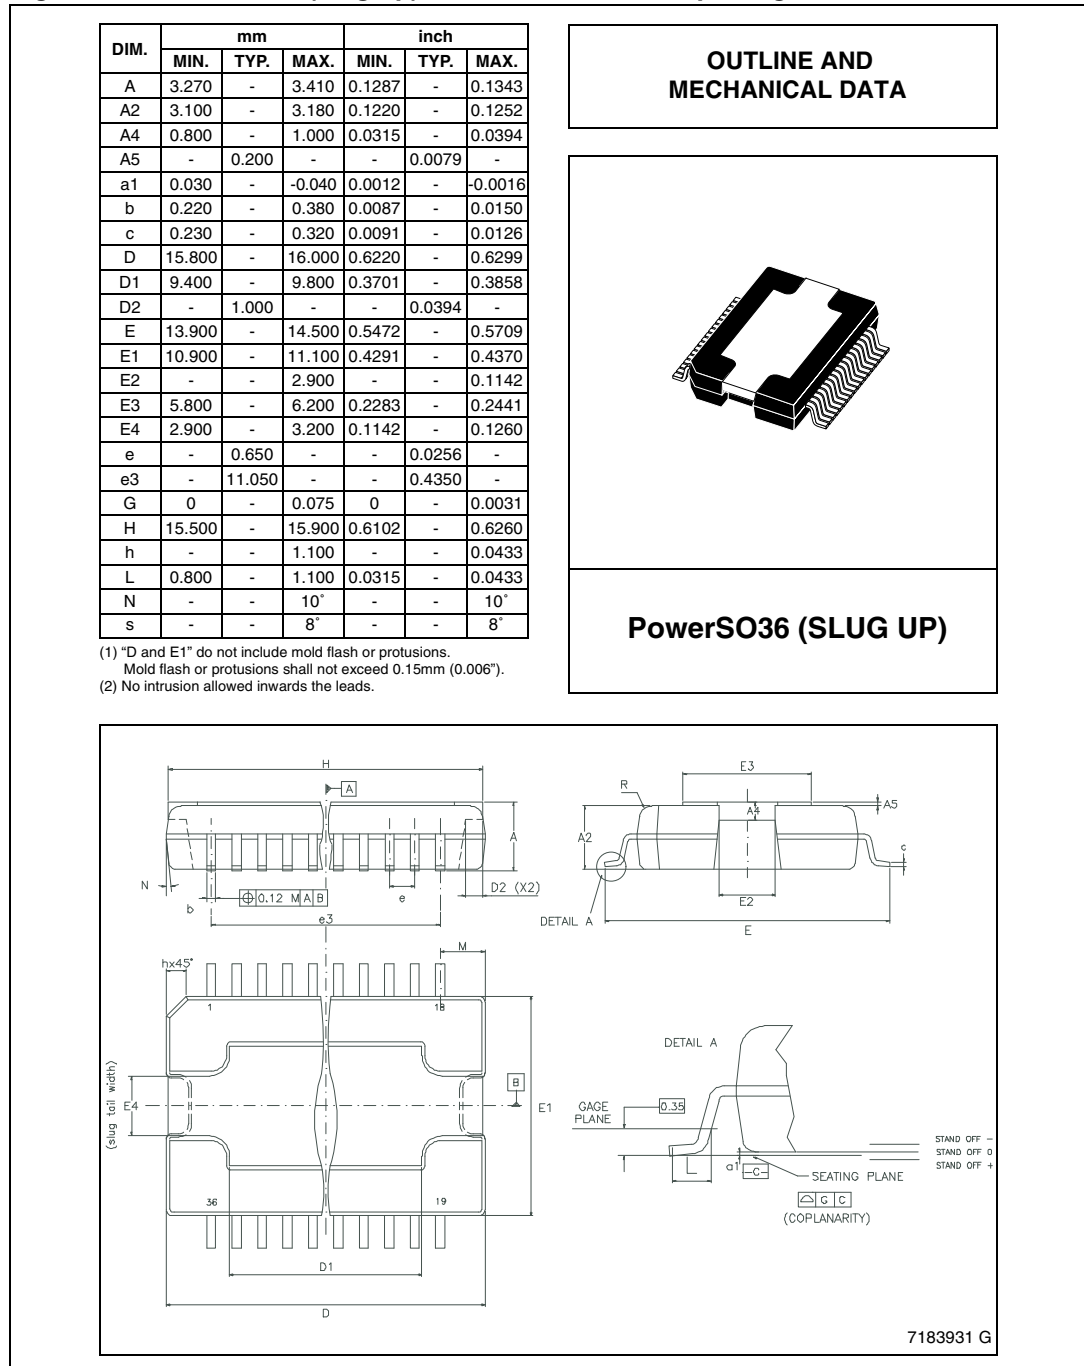 DIM. mm inch
MIN. TYP. MAX. MIN. TYP. MAX.
A 3.270 - 3.410 0.1287 - 0.1343
A2 3.100 - 3.180 0.1220 - 0.1252
A4 0.800 - 1.000 0.0315 - 0.0394
A5 - 0.200 - - 0.0079 -
a1 0.030 - -0.040 0.0012 - -0.0016
b 0.220 - 0.380 0.0087 - 0.0150
c 0.230 - 0.320 0.0091 - 0.0126
D 15.800 - 16.000 0.6220 - 0.6299
D1 9.400 - 9.800 0.3701 - 0.3858
D2 - 1.000 - - 0.0394 -
E 13.900 - 14.500 0.5472 - 0.5709
E1 10.900 - 11.100 0.4291 - 0.4370
E2 - - 2.900 - - 0.1142
E3 5.800 - 6.200 0.2283 - 0.2441
E4 2.900 - 3.200 0.1142 - 0.1260
e - 0.650 - - 0.0256 -
e3 - 11.050 - - 0.4350 -
G 0 - 0.075 0 - 0.0031
H 15.500 - 15.900 0.6102 - 0.6260
h - - 1.100 - - 0.0433
L 0.800 - 1.100 0.0315 - 0.0433
N - - 10˚ - - 10˚
s - - 8˚ - - 8˚
(1) “D and E1” do not include mold flash or protusions.
Mold flash or protusions shall not exceed 0.15mm (0.006”).
(2) No intrusion allowed inwards the leads.
OUTLINE AND
MECHANICAL DATA
PowerSO36 (SLUG UP)
H
A
A
N
b
0.12 M A B
e
D2 (X2)
e3
E3
R
A4
A5
A2
c
E2
DETAIL A
E
M
hx45°
1
18
(slug tail width)
E4
B
E1
36
19
D1
D
DETAIL A
GAGE
PLANE
0.35
L
a1
-C-
SEATING PLANE
G C
(COPLANARITY)
STAND OFF -
STAND OFF 0
STAND OFF +
7183931 G